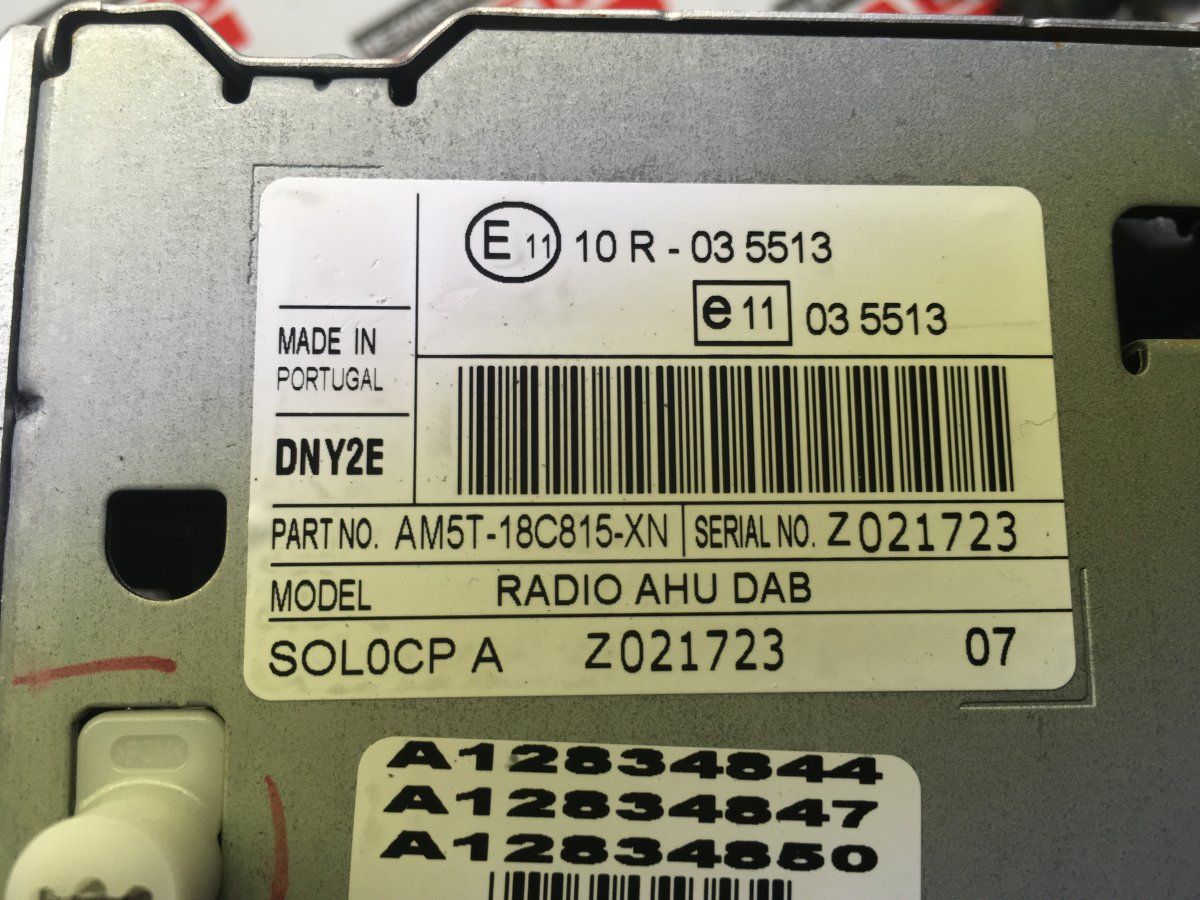 E 11 10 R - 03 5513
e 11 03 5513
MADE IN
PORTUGAL
DNY2E
PART NO. AM5T-18C815-XN SERIAL NO. Z021723
MODEL RADIO AHU DAB
SOL0CP A Z021723 07
A12834844
A12834847
A12834850